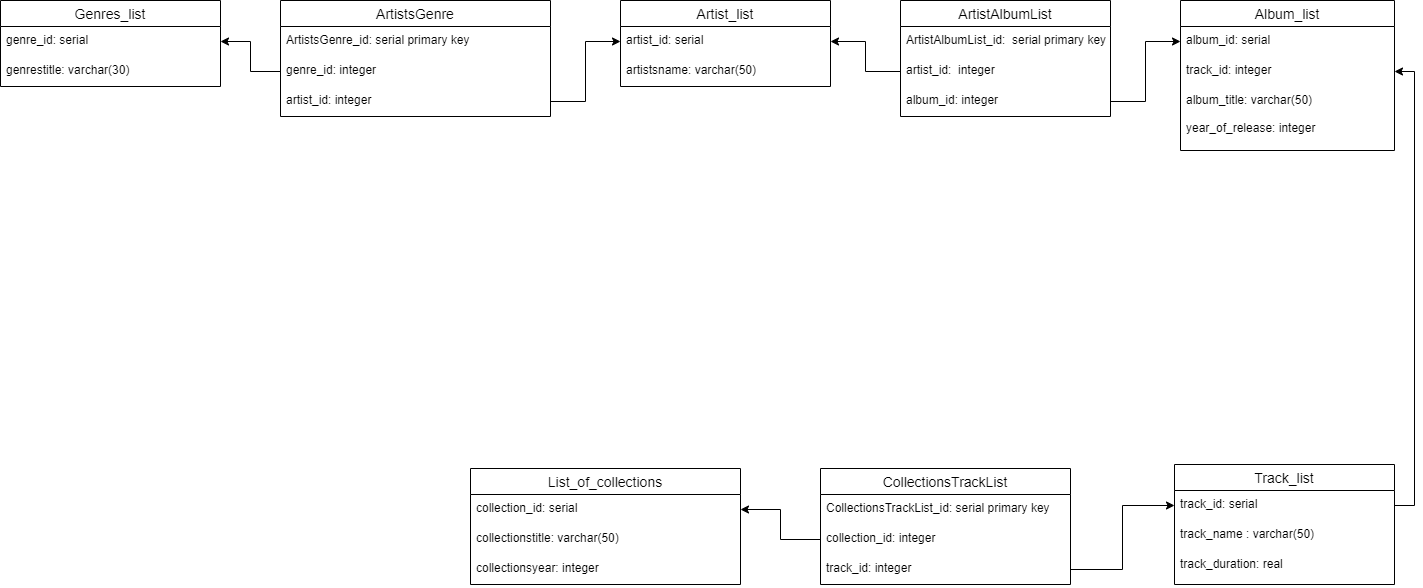 Genres_list
genre_id: serial
genrestitle: varchar(30)
ArtistsGenre
ArtistsGenre_id: serial primary key
genre_id: integer
artist_id: integer
Artist_list
artist_id: serial
artistsname: varchar(50)
ArtistAlbumList
ArtistAlbumList_id:  serial primary key
artist_id:  integer
album_id: integer
Album_list
album_id: serial
track_id: integer
album_title: varchar(50)
year_of_release: integer
List_of_collections
collection_id: serial
collectionstitle: varchar(50)
collectionsyear: integer
CollectionsTrackList
CollectionsTrackList_id: serial primary key
collection_id: integer
track_id: integer
Track_list
track_id: serial
track_name : varchar(50)
track_duration: real